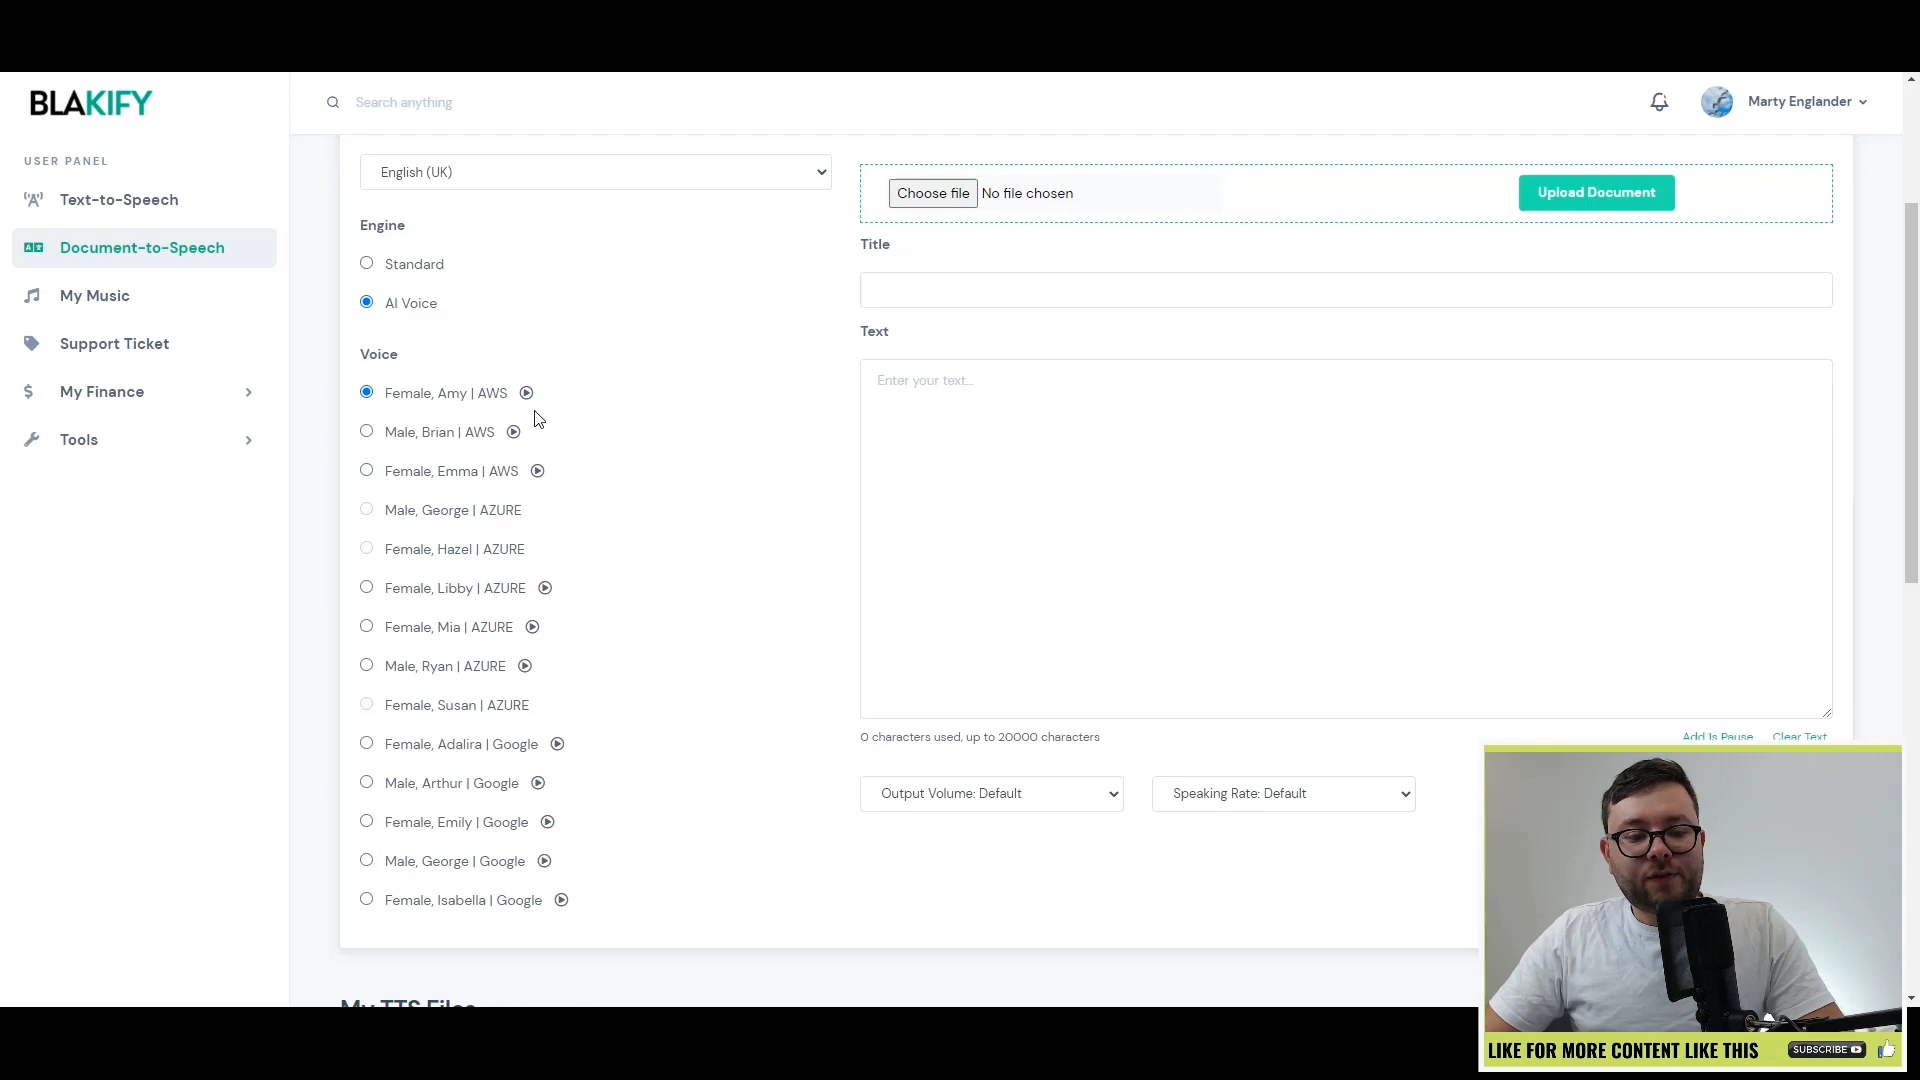 BLAKIFY
Search anything
Marty Englander
USER PANEL
Text-to-Speech
Document-to-Speech
My Music
Support Ticket
My Finance
Tools
English (UK)
Engine
Standard
AI Voice
Voice
Female, Amy | AWS
Male, Brian | AWS
Female, Emma | AWS
Male, George | AZURE
Female, Hazel | AZURE
Female, Libby | AZURE
Female, Mia | AZURE
Male, Ryan | AZURE
Female, Susan | AZURE
Female, Adalira | Google
Male, Arthur | Google
Female, Emily | Google
Male, George | Google
Female, Isabella | Google
Choose file No file chosen
Upload Document
Title
Text
Enter your text...
0 characters used, up to 20000 characters
Add 1s Pause Clear Text
Output Volume: Default
Speaking Rate: Default
My TTS Files
LIKE FOR MORE CONTENT LIKE THIS
SUBSCRIBE